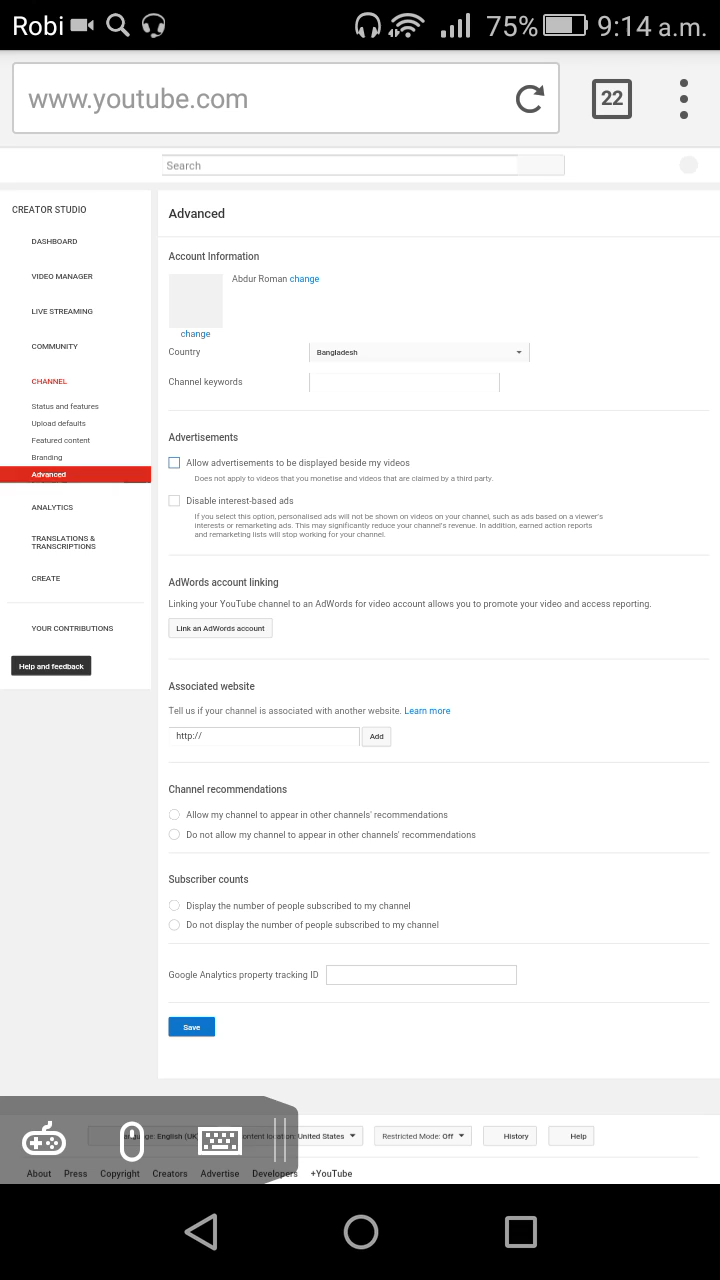 Robi 75% 9:14 a.m.
www.youtube.com 22
Search
CREATOR STUDIO
DASHBOARD
VIDEO MANAGER
LIVE STREAMING
COMMUNITY
CHANNEL
Status and features
Upload defaults
Featured content
Branding
Advanced
ANALYTICS
TRANSLATIONS &
TRANSCRIPTIONS
CREATE
YOUR CONTRIBUTIONS
Help and feedback
Advanced
Account Information
Abdur Roman change
change
Country Bangladesh
Channel keywords
Advertisements
Allow advertisements to be displayed beside my videos
Does not apply to videos that you monetise and videos that are claimed by a third party.
Disable interest-based ads
If you select this option, personalised ads will not be shown on videos on your channel, such as ads based on a viewer's
interests or remarketing ads. This may significantly reduce your channel's revenue. In addition, earned action reports
and remarketing lists will stop working for your channel.
AdWords account linking
Linking your YouTube channel to an AdWords for video account allows you to promote your video and access reporting.
Link an AdWords account
Associated website
Tell us if your channel is associated with another website. Learn more
http:// Add
Channel recommendations
Allow my channel to appear in other channels' recommendations
Do not allow my channel to appear in other channels' recommendations
Subscriber counts
Display the number of people subscribed to my channel
Do not display the number of people subscribed to my channel
Google Analytics property tracking ID
Save
English (UK location: United States Restricted Mode: Off History Help
About Press Copyright Creators Advertise Developers +YouTube